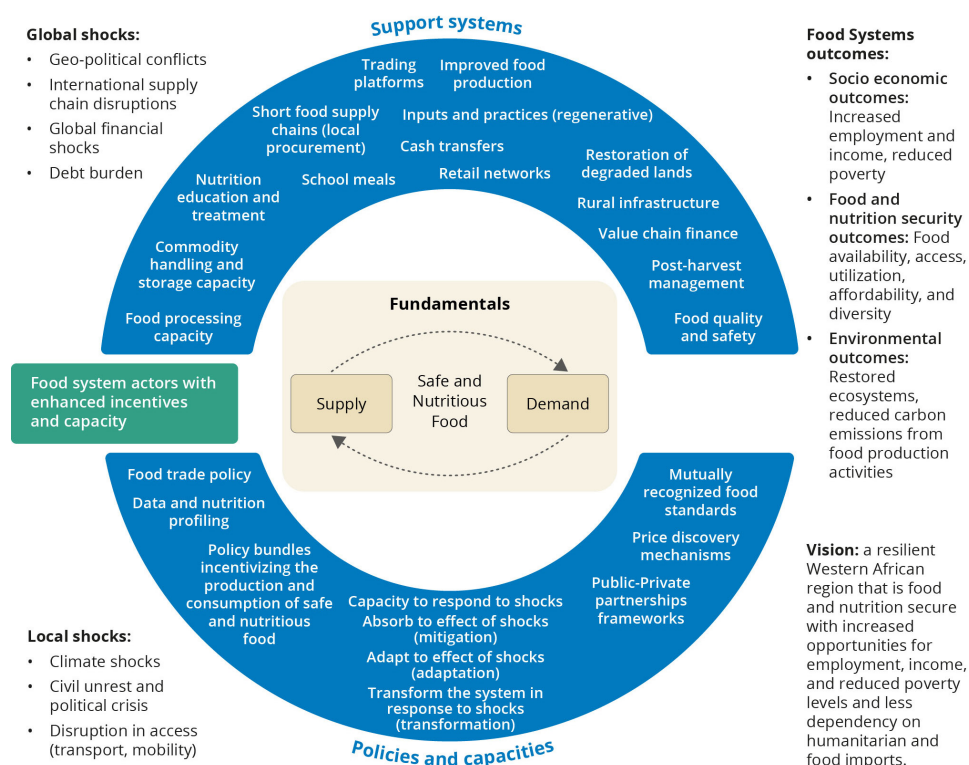 Global shocks:
• Geo-political conflicts
• International supply
chain disruptions
• Global financial
shocks
• Debt burden
Support systems
Trading
platforms
Improved food
production
Short food supply
chains (local
procurement)
Inputs and practices (regenerative)
Cash transfers
Restoration of
degraded lands
Nutrition
education and
treatment
School meals
Retail networks
Rural infrastructure
Commodity
handling and
storage capacity
Value chain finance
Post-harvest
management
Food processing
capacity
Food quality
and safety
Fundamentals
Supply
Safe and
Nutritious
Food
Demand
Food system actors with
enhanced incentives
and capacity
Food trade policy
Data and nutrition
profiling
Policy bundles
incentivizing the
production and
consumption of safe
and nutritious
food
Capacity to respond to shocks
Absorb to effect of shocks
(mitigation)
Adapt to effect of shocks
(adaptation)
Transform the system in
response to shocks
(transformation)
Mutually
recognized food
standards
Price discovery
mechanisms
Public-Private
partnerships
frameworks
Policies and capacities
Local shocks:
• Climate shocks
• Civil unrest and
political crisis
• Disruption in access
(transport, mobility)
Food Systems
outcomes:
• Socio economic
outcomes:
Increased
employment and
income, reduced
poverty
• Food and
nutrition security
outcomes: Food
availability, access,
utilization,
affordability, and
diversity
• Environmental
outcomes:
Restored
ecosystems,
reduced carbon
emissions from
food production
activities
Vision: a resilient
Western African
region that is food
and nutrition secure
with increased
opportunities for
employment, income,
and reduced poverty
levels and less
dependency on
humanitarian and
food imports.